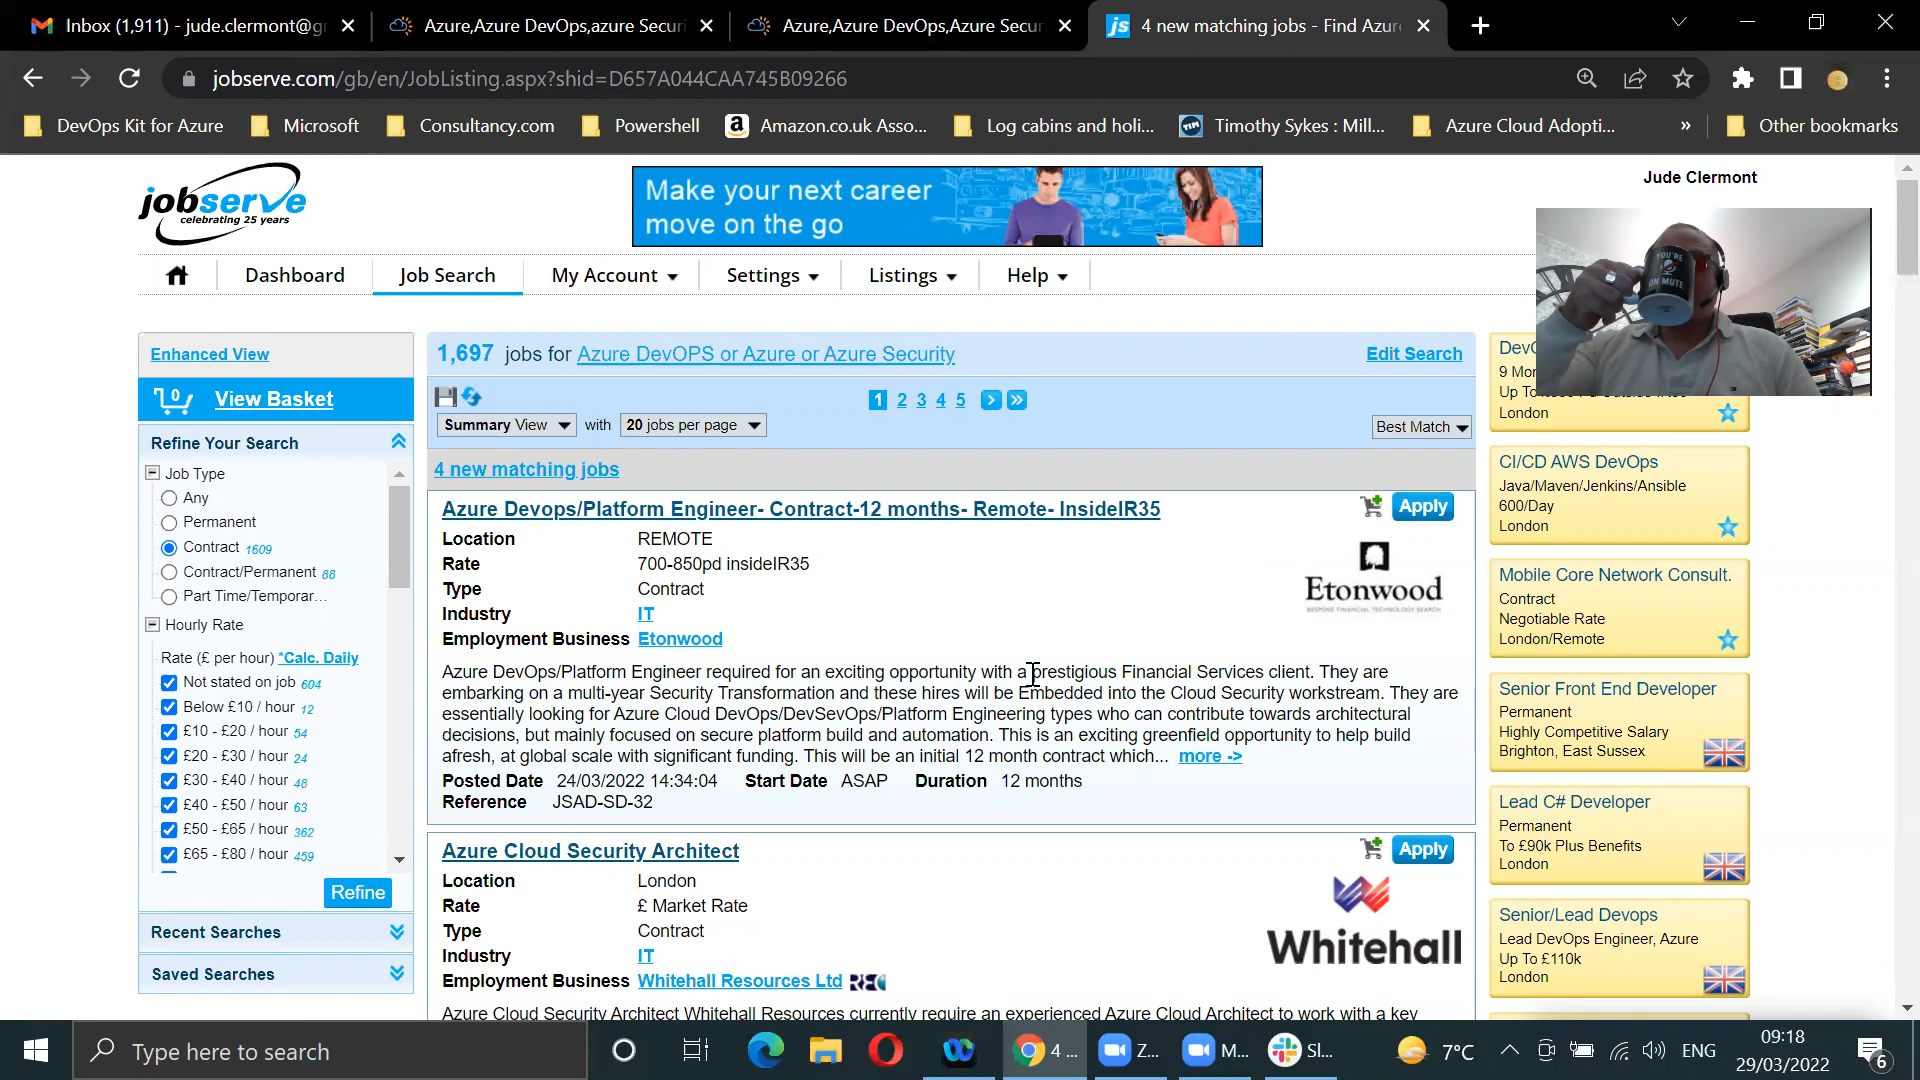 Inbox (1,911) - jude.clermont@g
Azure,Azure DevOps,azure Securi
Azure,Azure DevOps,Azure Secur
js 4 new matching jobs - Find Azure
jobserve.com/gb/en/JobListing.aspx?shid=D657A044CAA745B09266
DevOps Kit for Azure
Microsoft
Consultancy.com
Powershell
Amazon.co.uk Asso...
Log cabins and holi...
TIM Timothy Sykes : Mill...
Azure Cloud Adopti...
»
Other bookmarks
jobserve
celebrating 25 years
Make your next career
move on the go
Jude Clermont
YOU'RE
ON MUTE
Dashboard
Job Search
My Account
Settings
Listings
Help
Enhanced View
0 View Basket
Refine Your Search
Job Type
Any
Permanent
Contract 1609
Contract/Permanent 88
Part Time/Temporar...
Hourly Rate
Rate (£ per hour) *Calc. Daily
Not stated on job 604
Below £10 / hour 12
£10 - £20 / hour 54
£20 - £30 / hour 24
£30 - £40 / hour 48
£40 - £50 / hour 63
£50 - £65 / hour 362
£65 - £80 / hour 459
Refine
Recent Searches
Saved Searches
1,697 jobs for Azure DevOPS or Azure or Azure Security
Edit Search
1 2 3 4 5 > »
Summary View with 20 jobs per page
Best Match
4 new matching jobs
Azure Devops/Platform Engineer- Contract-12 months- Remote- InsideIR35
Apply
Location REMOTE
Rate 700-850pd insideIR35
Type Contract
Industry IT
Employment Business Etonwood
Etonwood
BESPOKE FINANCIAL TECHNOLOGY SEARCH
Azure DevOps/Platform Engineer required for an exciting opportunity with a prestigious Financial Services client. They are
embarking on a multi-year Security Transformation and these hires will be Embedded into the Cloud Security workstream. They are
essentially looking for Azure Cloud DevOps/DevSevOps/Platform Engineering types who can contribute towards architectural
decisions, but mainly focused on secure platform build and automation. This is an exciting greenfield opportunity to help build
afresh, at global scale with significant funding. This will be an initial 12 month contract which... more ->
Posted Date 24/03/2022 14:34:04 Start Date ASAP Duration 12 months
Reference JSAD-SD-32
Azure Cloud Security Architect
Apply
Location London
Rate £ Market Rate
Type Contract
Industry IT
Employment Business Whitehall Resources Ltd REC
Whitehall
Azure Cloud Security Architect Whitehall Resources currently require an experienced Azure Cloud Architect to work with a key
DevO
9 Mon
London
CI/CD AWS DevOps
Java/Maven/Jenkins/Ansible
600/Day
London
Mobile Core Network Consult.
Contract
Negotiable Rate
London/Remote
Senior Front End Developer
Permanent
Highly Competitive Salary
Brighton, East Sussex
Lead C# Developer
Permanent
To £90k Plus Benefits
London
Senior/Lead Devops
Lead DevOps Engineer, Azure
Up To £110k
London
Type here to search
4 ...
Z...
M...
Sl...
7°C
ENG
09:18
29/03/2022
6